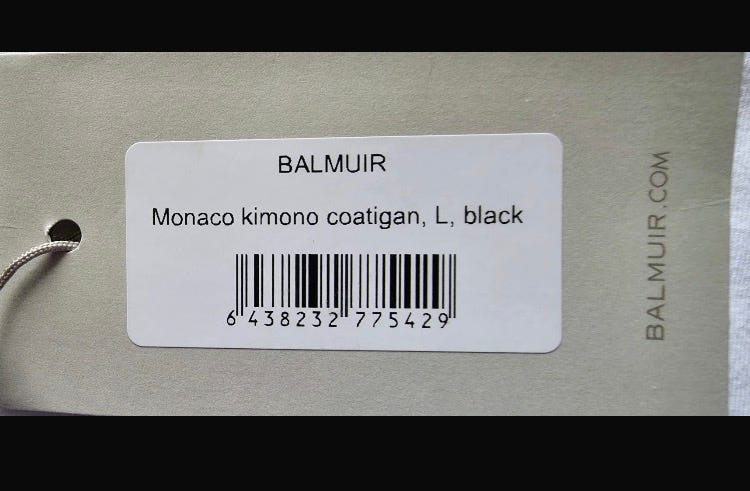 BALMUIR
Monaco kimono coatigan, L, black
6 438232 775429
BALMUIR.COM